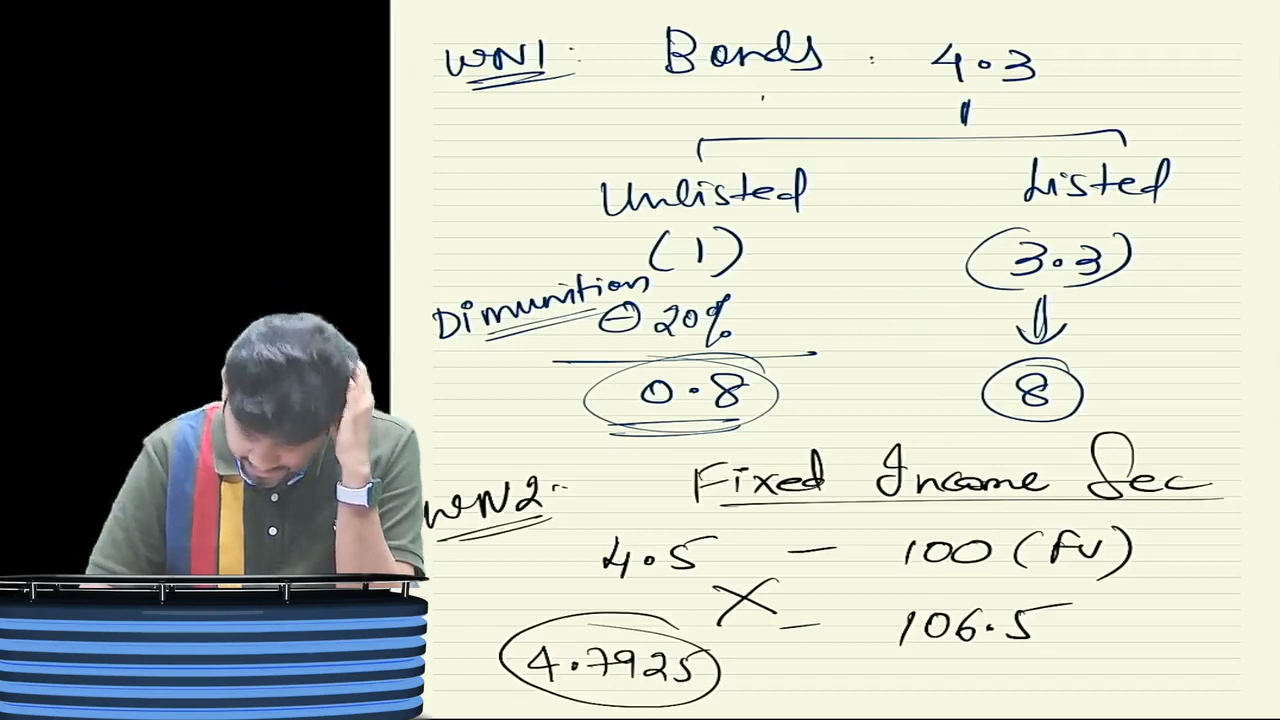 WN1: Bonds : 4.3
Unlisted Listed
(1) (3.3)
Dimunition ⊖ 20%
0.8 8
WN2:- Fixed Income Sec
4.5 - 100 (FV)
X - 106.5
4.7925